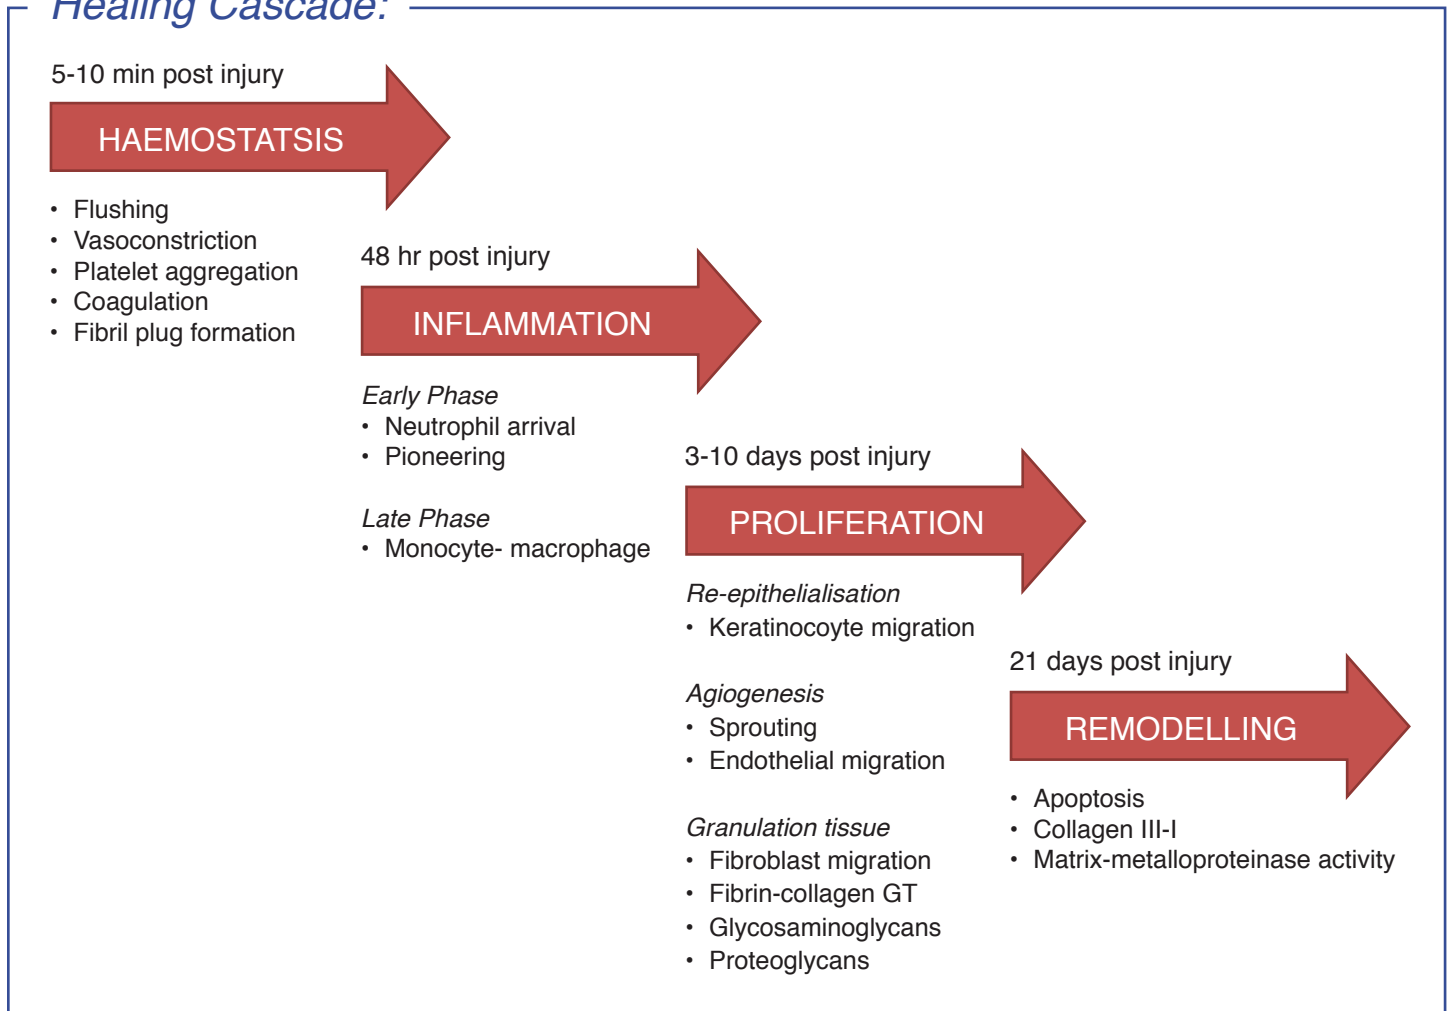 Healing Cascade:
5-10 min post injury
HAEMOSTATSIS
• Flushing
• Vasoconstriction
• Platelet aggregation
• Coagulation
• Fibril plug formation
48 hr post injury
INFLAMMATION
Early Phase
• Neutrophil arrival
• Pioneering
Late Phase
• Monocyte- macrophage
3-10 days post injury
PROLIFERATION
Re-epithelialisation
• Keratinocoyte migration
Agiogenesis
• Sprouting
• Endothelial migration
Granulation tissue
• Fibroblast migration
• Fibrin-collagen GT
• Glycosaminoglycans
• Proteoglycans
21 days post injury
REMODELLING
• Apoptosis
• Collagen III-I
• Matrix-metalloproteinase activity